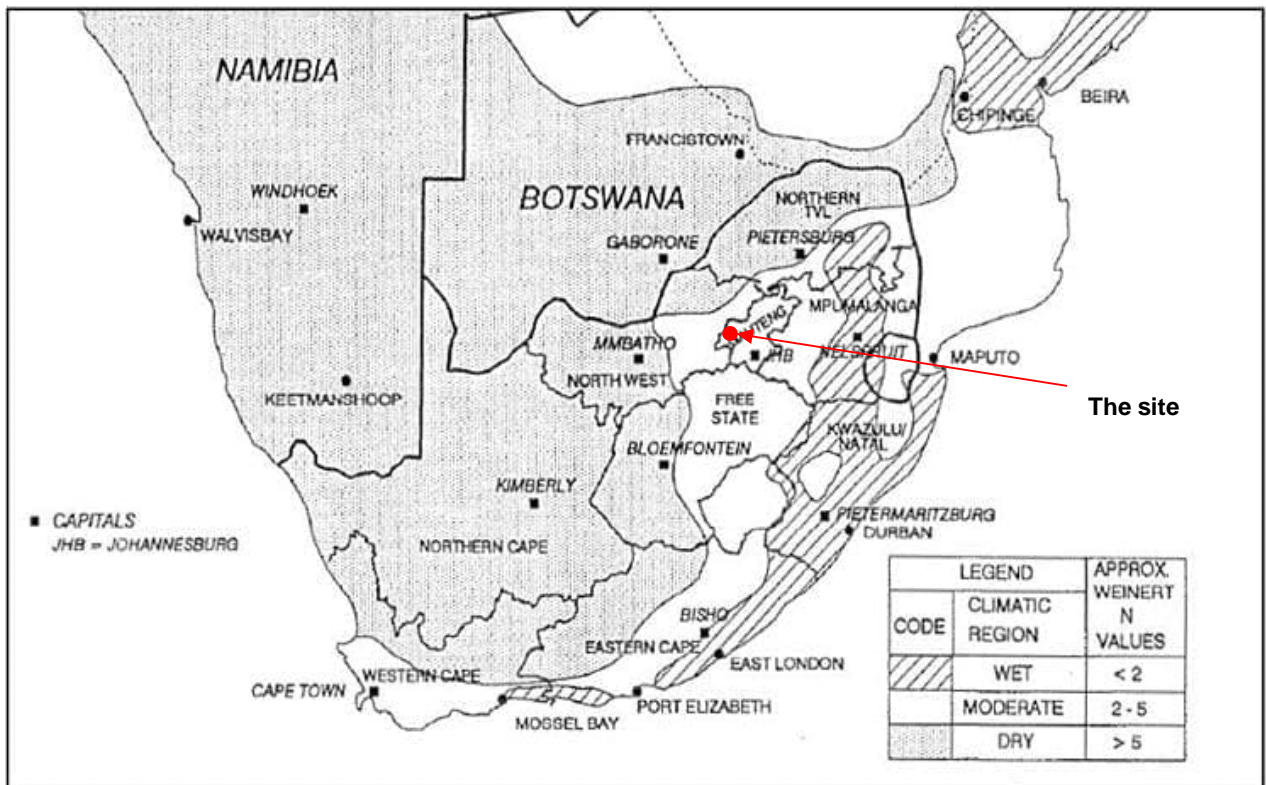 NAMIBIA
BEIRA
CHIPINGE
FRANCISTOWN
WINDHOEK
BOTSWANA
NORTHERN
TVL
WALVISBAY
GABORONE
PIETERSBURG
MPUMALANGA
MMBATHO
JHB
NELSPRUIT
MAPUTO
NORTH WEST
KEETMANSHOOP
FREE
STATE
The site
KWAZULU/
NATAL
BLOEMFONTEIN
KIMBERLY
CAPITALS
JHB = JOHANNESBURG
PIETERMARITZBURG
DURBAN
NORTHERN CAPE
BISHO
EASTERN CAPE
EAST LONDON
WESTERN CAPE
CAPE TOWN
PORT ELIZABETH
MOSSEL BAY
LEGEND
APPROX.
WEINERT
N
VALUES
CODE
CLIMATIC
REGION
WET
< 2
MODERATE
2 - 5
DRY
> 5